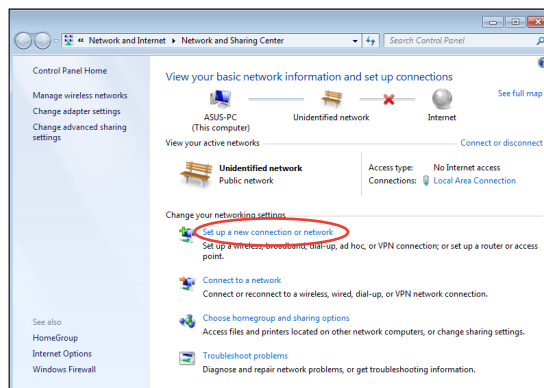 « Network and Internet ▸ Network and Sharing Center
Search Control Panel
Control Panel Home
Manage wireless networks
Change adapter settings
Change advanced sharing
settings
See also
HomeGroup
Internet Options
Windows Firewall
View your basic network information and set up connections
See full map
ASUS-PC
(This computer)
Unidentified network
Internet
View your active networks
Connect or disconnect
Unidentified network
Public network
Access type: No Internet access
Connections: Local Area Connection
Change your networking settings
Set up a new connection or network
Set up a wireless, broadband, dial-up, ad hoc, or VPN connection; or set up a router or access
point.
Connect to a network
Connect or reconnect to a wireless, wired, dial-up, or VPN network connection.
Choose homegroup and sharing options
Access files and printers located on other network computers, or change sharing settings.
Troubleshoot problems
Diagnose and repair network problems, or get troubleshooting information.